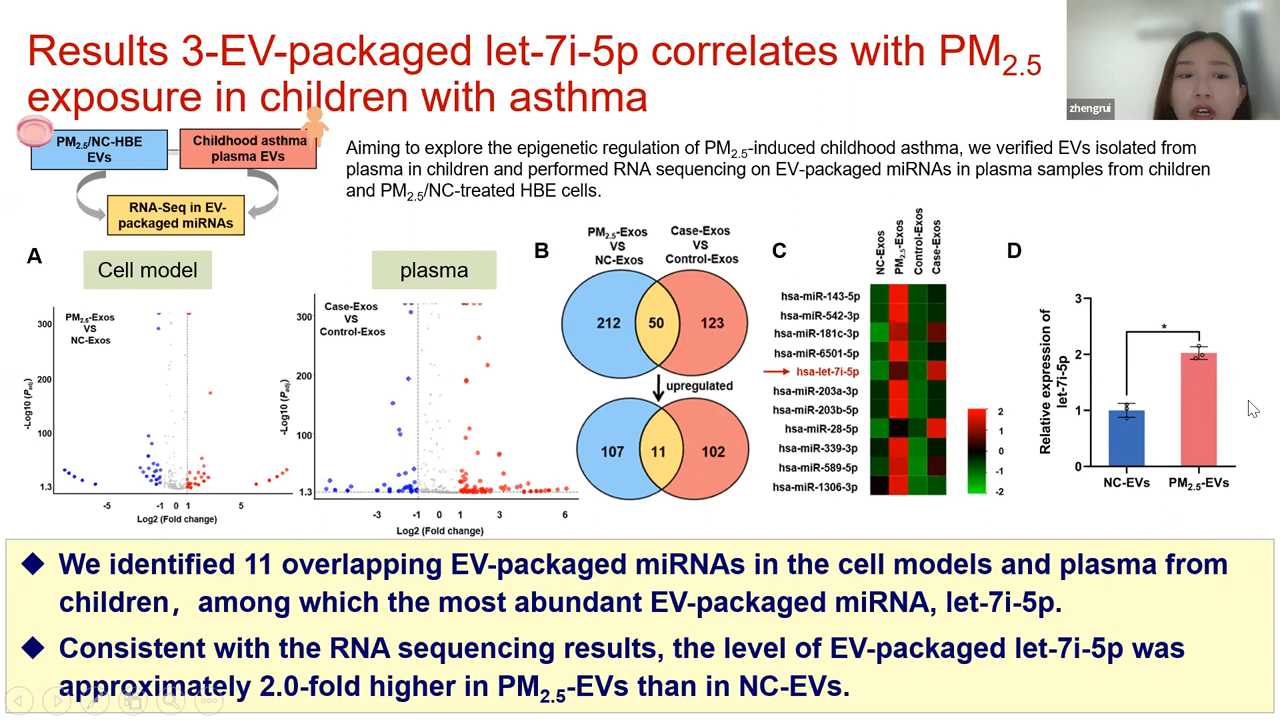 Results 3-EV-packaged let-7i-5p correlates with PM2.5
exposure in children with asthma
zhengrui
PM2.5/NC-HBE
EVs
Childhood asthma
plasma EVs
RNA-Seq in EV-
packaged miRNAs
Aiming to explore the epigenetic regulation of PM2.5-induced childhood asthma, we verified EVs isolated from
plasma in children and performed RNA sequencing on EV-packaged miRNAs in plasma samples from children
and PM2.5/NC-treated HBE cells.
A
Cell model
plasma
PM2.5-Exos
VS
NC-Exos
-Log10 (Padj)
300
200
100
1.3
-5
-1
0
1
5
Log2 (Fold change)
Case-Exos
VS
Control-Exos
-Log10 (Padj)
300
200
100
1.3
-3
-1
0
1
3
6
Log2 (Fold change)
B
PM2.5-Exos
VS
NC-Exos
Case-Exos
VS
Control-Exos
212
50
123
upregulated
107
11
102
C
NC-Exos
PM2.5-Exos
Control-Exos
Case-Exos
hsa-miR-143-5p
hsa-miR-542-3p
hsa-miR-181c-3p
hsa-miR-6501-5p
hsa-let-7i-5p
hsa-miR-203a-3p
hsa-miR-203b-5p
hsa-miR-28-5p
hsa-miR-339-3p
hsa-miR-589-5p
hsa-miR-1306-3p
2
1
0
-1
-2
D
Relative expression of
let-7i-5p
3
2
1
0
*
NC-EVs
PM2.5-EVs
◆ We identified 11 overlapping EV-packaged miRNAs in the cell models and plasma from
children，among which the most abundant EV-packaged miRNA, let-7i-5p.
◆ Consistent with the RNA sequencing results, the level of EV-packaged let-7i-5p was
approximately 2.0-fold higher in PM2.5-EVs than in NC-EVs.